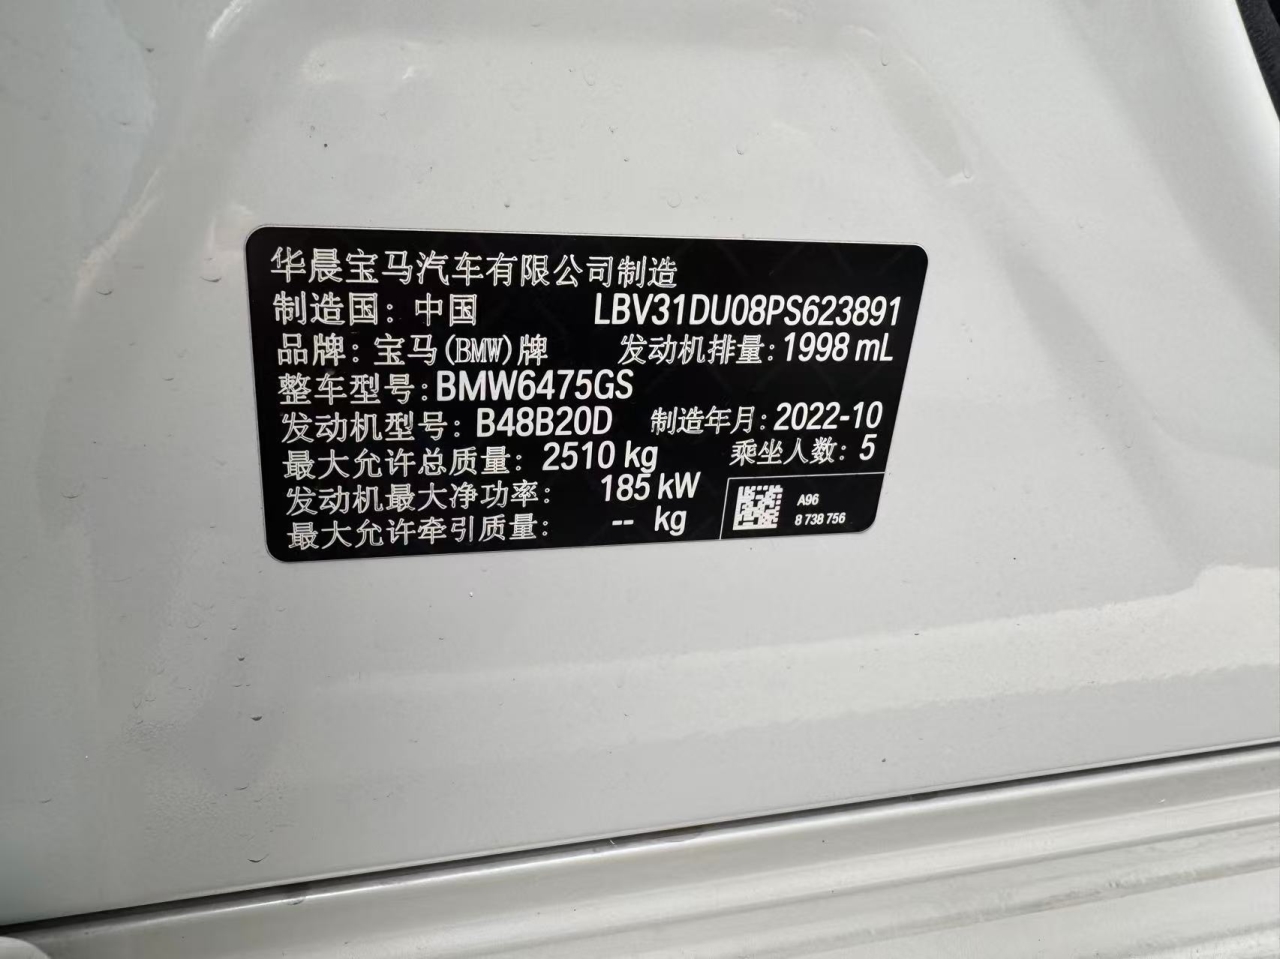 华晨宝马汽车有限公司制造
制造国：中国 LBV31DU08PS623891
品牌：宝马(BMW)牌 发动机排量：1998 mL
整车型号：BMW6475GS
发动机型号：B48B20D 制造年月：2022-10
最大允许总质量：2510 kg 乘坐人数：5
发动机最大净功率：185 kW
最大允许牵引质量：-- kg
A96
8 738 756